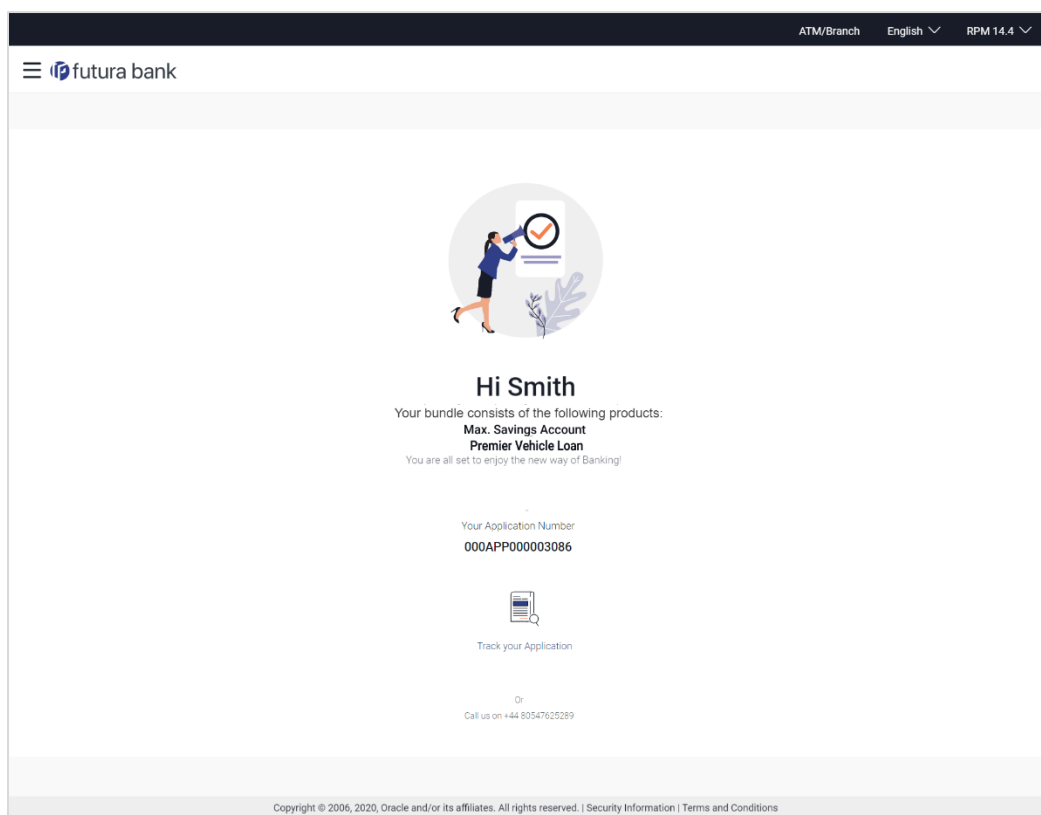 ATM/Branch English RPM 14.4
futura bank
Hi Smith
Your bundle consists of the following products:
Max. Savings Account
Premier Vehicle Loan
You are all set to enjoy the new way of Banking!
Your Application Number
000APP000003086
Track your Application
Or
Call us on +44 80547625289
Copyright © 2006, 2020, Oracle and/or its affiliates. All rights reserved. | Security Information | Terms and Conditions